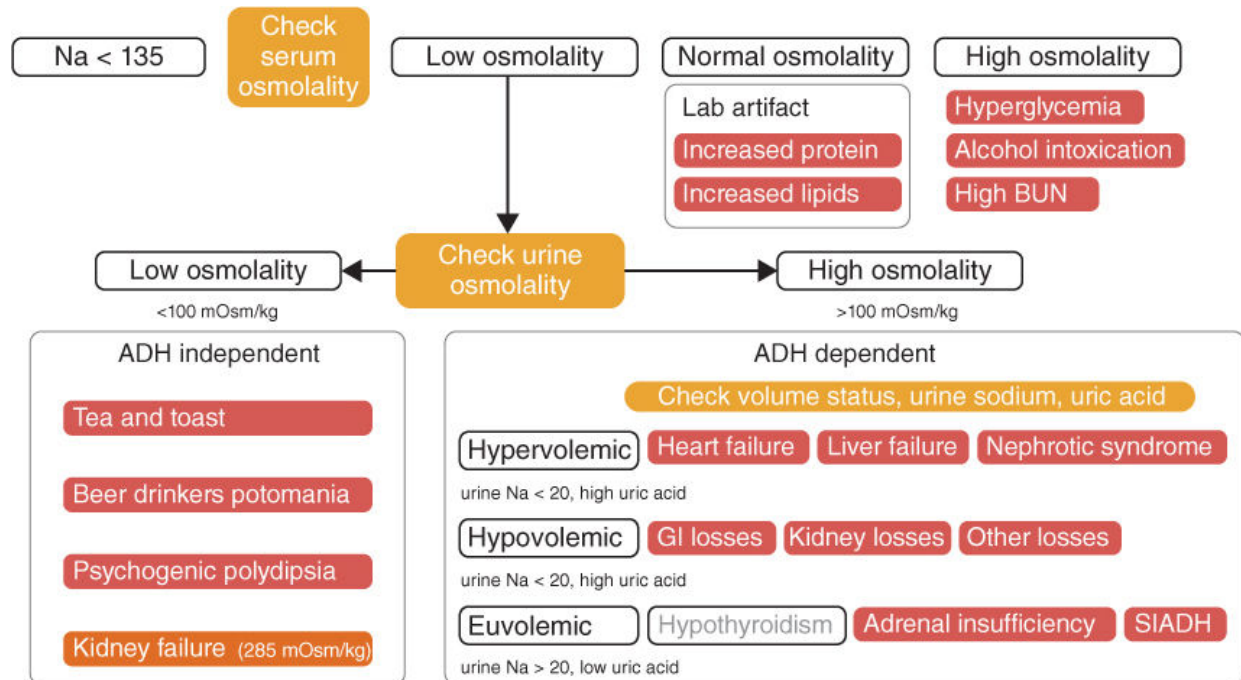 Na < 135
Check
serum
osmolality
Low osmolality
Normal osmolality
High osmolality
Lab artifact
Increased protein
Increased lipids
Hyperglycemia
Alcohol intoxication
High BUN
Low osmolality
<100 mOsm/kg
Check urine
osmolality
High osmolality
>100 mOsm/kg
ADH independent
Tea and toast
Beer drinkers potomania
Psychogenic polydipsia
Kidney failure (285 mOsm/kg)
ADH dependent
Check volume status, urine sodium, uric acid
Hypervolemic Heart failure Liver failure Nephrotic syndrome
urine Na < 20, high uric acid
Hypovolemic GI losses Kidney losses Other losses
urine Na < 20, high uric acid
Euvolemic Hypothyroidism Adrenal insufficiency SIADH
urine Na > 20, low uric acid